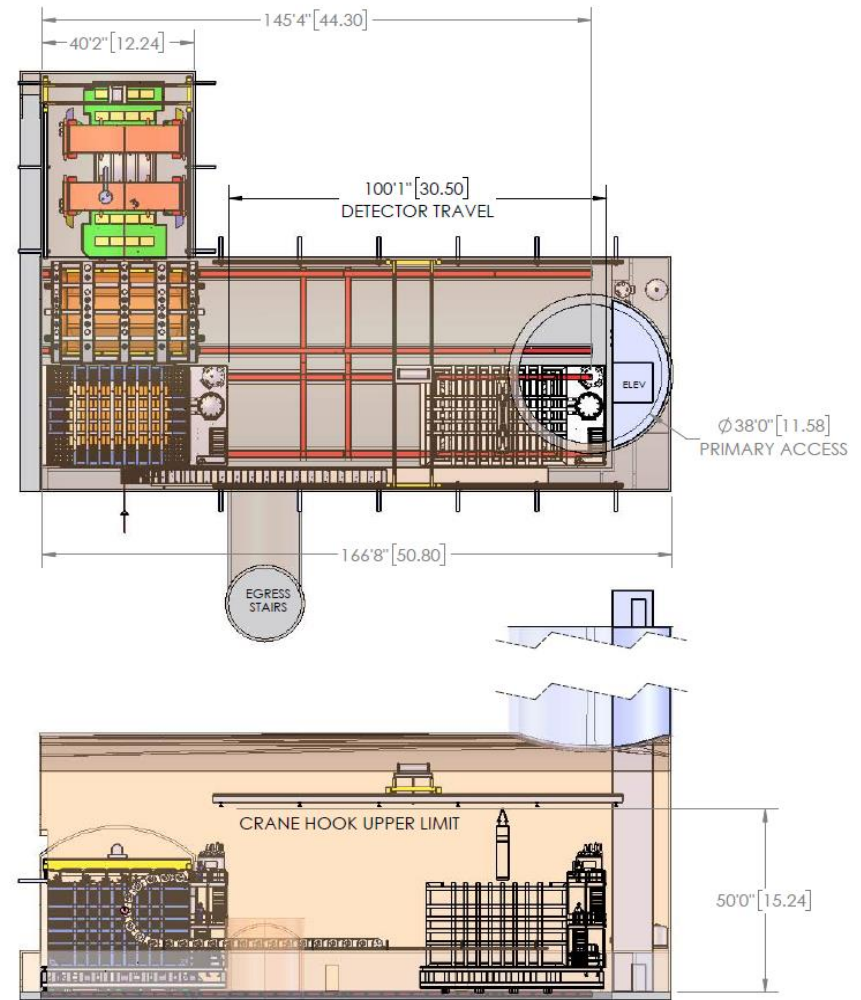 145'4" [44.30]
40'2" [12.24]
100'1" [30.50]
DETECTOR TRAVEL
ELEV
Ø 38'0" [11.58]
PRIMARY ACCESS
166'8" [50.80]
EGRESS
STAIRS
CRANE HOOK UPPER LIMIT
50'0" [15.24]